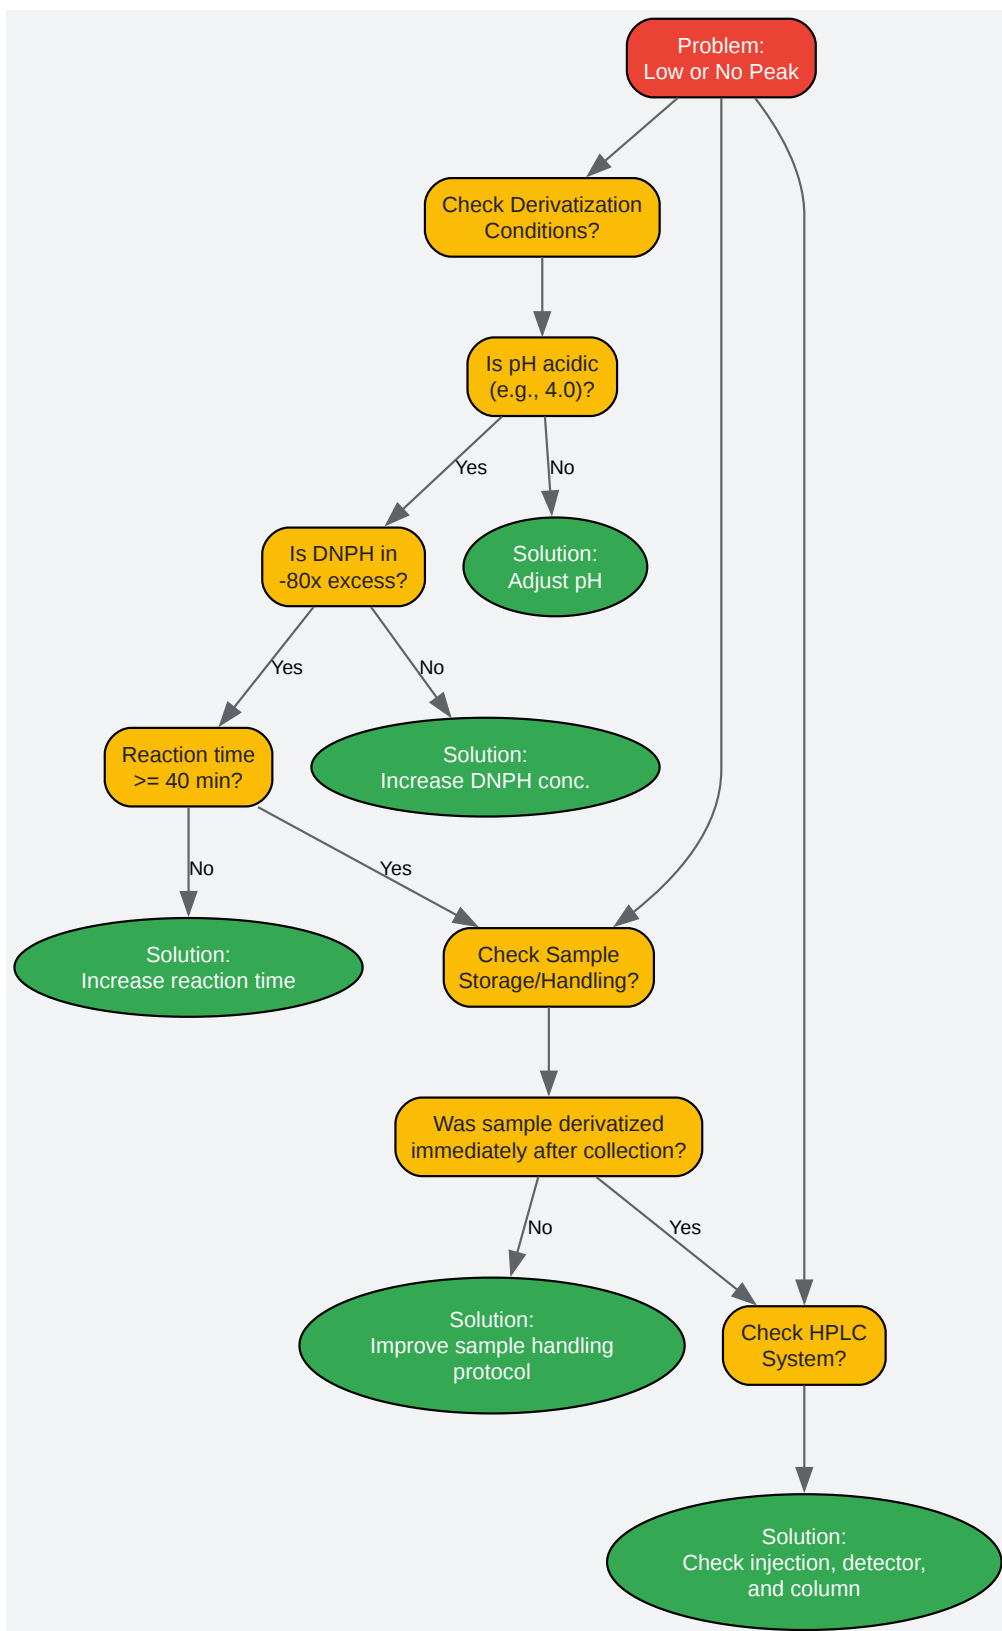 Problem:
Low or No Peak
Check Derivatization
Conditions?
Is pH acidic
(e.g., 4.0)?
Yes
No
Is DNPH in
-80x excess?
Solution:
Adjust pH
Yes
No
Reaction time
>= 40 min?
Solution:
Increase DNPH conc.
No
Yes
Solution:
Increase reaction time
Check Sample
Storage/Handling?
Was sample derivatized
immediately after collection?
No
Yes
Solution:
Improve sample handling
protocol
Check HPLC
System?
Solution:
Check injection, detector,
and column